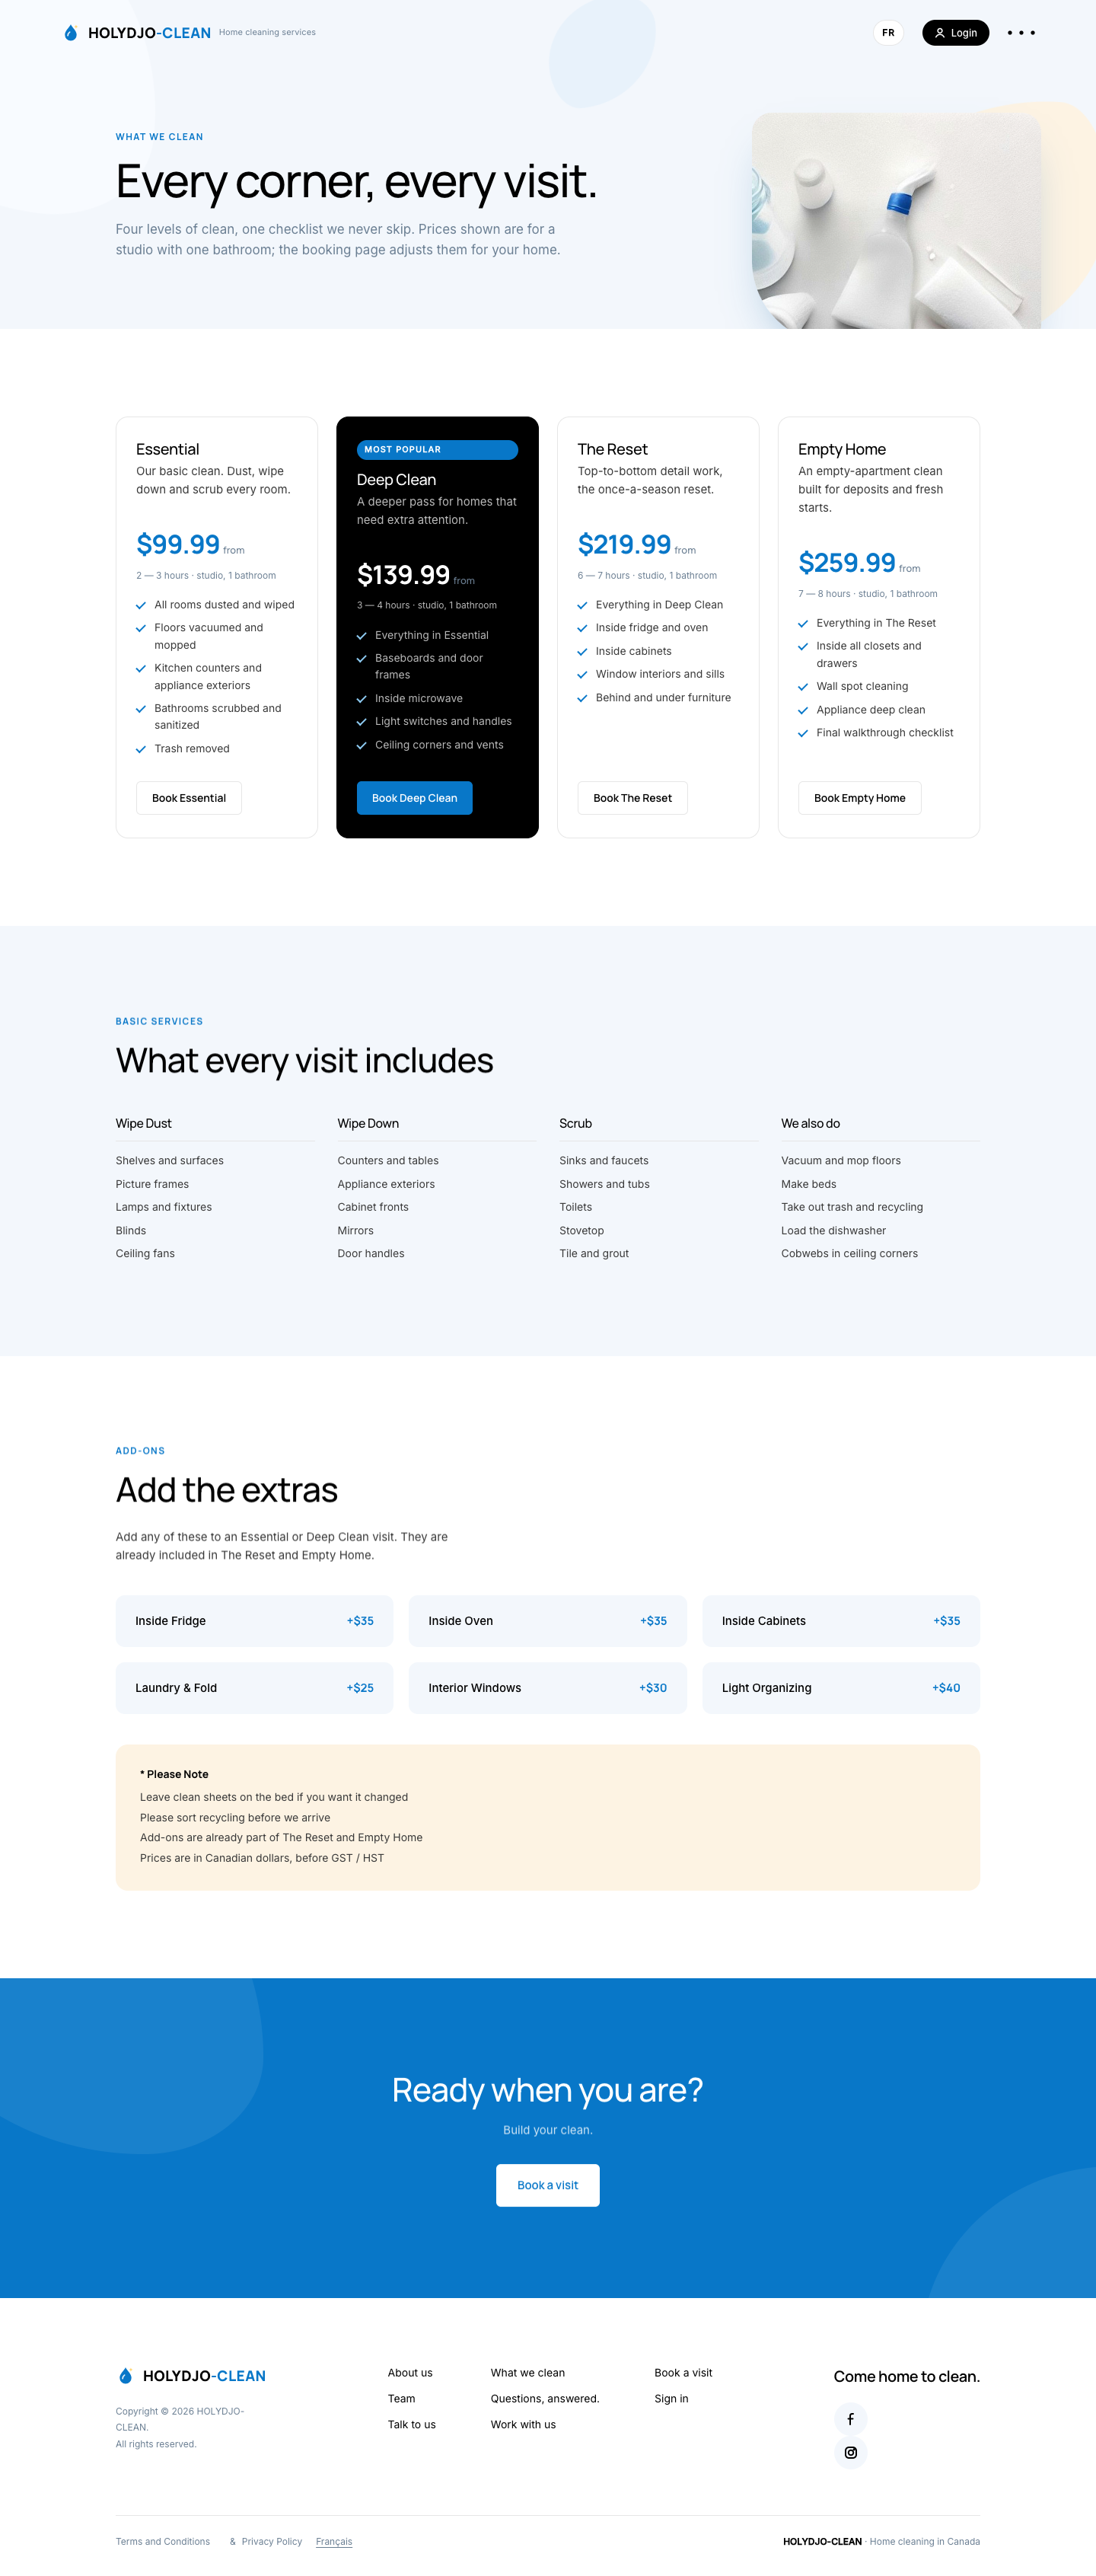 HOLYDJO-CLEAN Home cleaning services
FR
Login
WHAT WE CLEAN
Every corner, every visit.
Four levels of clean, one checklist we never skip. Prices shown are for a
studio with one bathroom; the booking page adjusts them for your home.
Essential
Our basic clean. Dust, wipe
down and scrub every room.
$99.99 from
2 — 3 hours · studio, 1 bathroom
All rooms dusted and wiped
Floors vacuumed and
mopped
Kitchen counters and
appliance exteriors
Bathrooms scrubbed and
sanitized
Trash removed
Book Essential
MOST POPULAR
Deep Clean
A deeper pass for homes that
need extra attention.
$139.99 from
3 — 4 hours · studio, 1 bathroom
Everything in Essential
Baseboards and door
frames
Inside microwave
Light switches and handles
Ceiling corners and vents
Book Deep Clean
The Reset
Top-to-bottom detail work,
the once-a-season reset.
$219.99 from
6 — 7 hours · studio, 1 bathroom
Everything in Deep Clean
Inside fridge and oven
Inside cabinets
Window interiors and sills
Behind and under furniture
Book The Reset
Empty Home
An empty-apartment clean
built for deposits and fresh
starts.
$259.99 from
7 — 8 hours · studio, 1 bathroom
Everything in The Reset
Inside all closets and
drawers
Wall spot cleaning
Appliance deep clean
Final walkthrough checklist
Book Empty Home
BASIC SERVICES
What every visit includes
Wipe Dust
Shelves and surfaces
Picture frames
Lamps and fixtures
Blinds
Ceiling fans
Wipe Down
Counters and tables
Appliance exteriors
Cabinet fronts
Mirrors
Door handles
Scrub
Sinks and faucets
Showers and tubs
Toilets
Stovetop
Tile and grout
We also do
Vacuum and mop floors
Make beds
Take out trash and recycling
Load the dishwasher
Cobwebs in ceiling corners
ADD-ONS
Add the extras
Add any of these to an Essential or Deep Clean visit. They are
already included in The Reset and Empty Home.
Inside Fridge +$35
Inside Oven +$35
Inside Cabinets +$35
Laundry & Fold +$25
Interior Windows +$30
Light Organizing +$40
* Please Note
Leave clean sheets on the bed if you want it changed
Please sort recycling before we arrive
Add-ons are already part of The Reset and Empty Home
Prices are in Canadian dollars, before GST / HST
Ready when you are?
Build your clean.
Book a visit
HOLYDJO-CLEAN
Copyright © 2026 HOLYDJO-
CLEAN.
All rights reserved.
About us
Team
Talk to us
What we clean
Questions, answered.
Work with us
Book a visit
Sign in
Come home to clean.
Terms and Conditions & Privacy Policy Français
HOLYDJO-CLEAN · Home cleaning in Canada